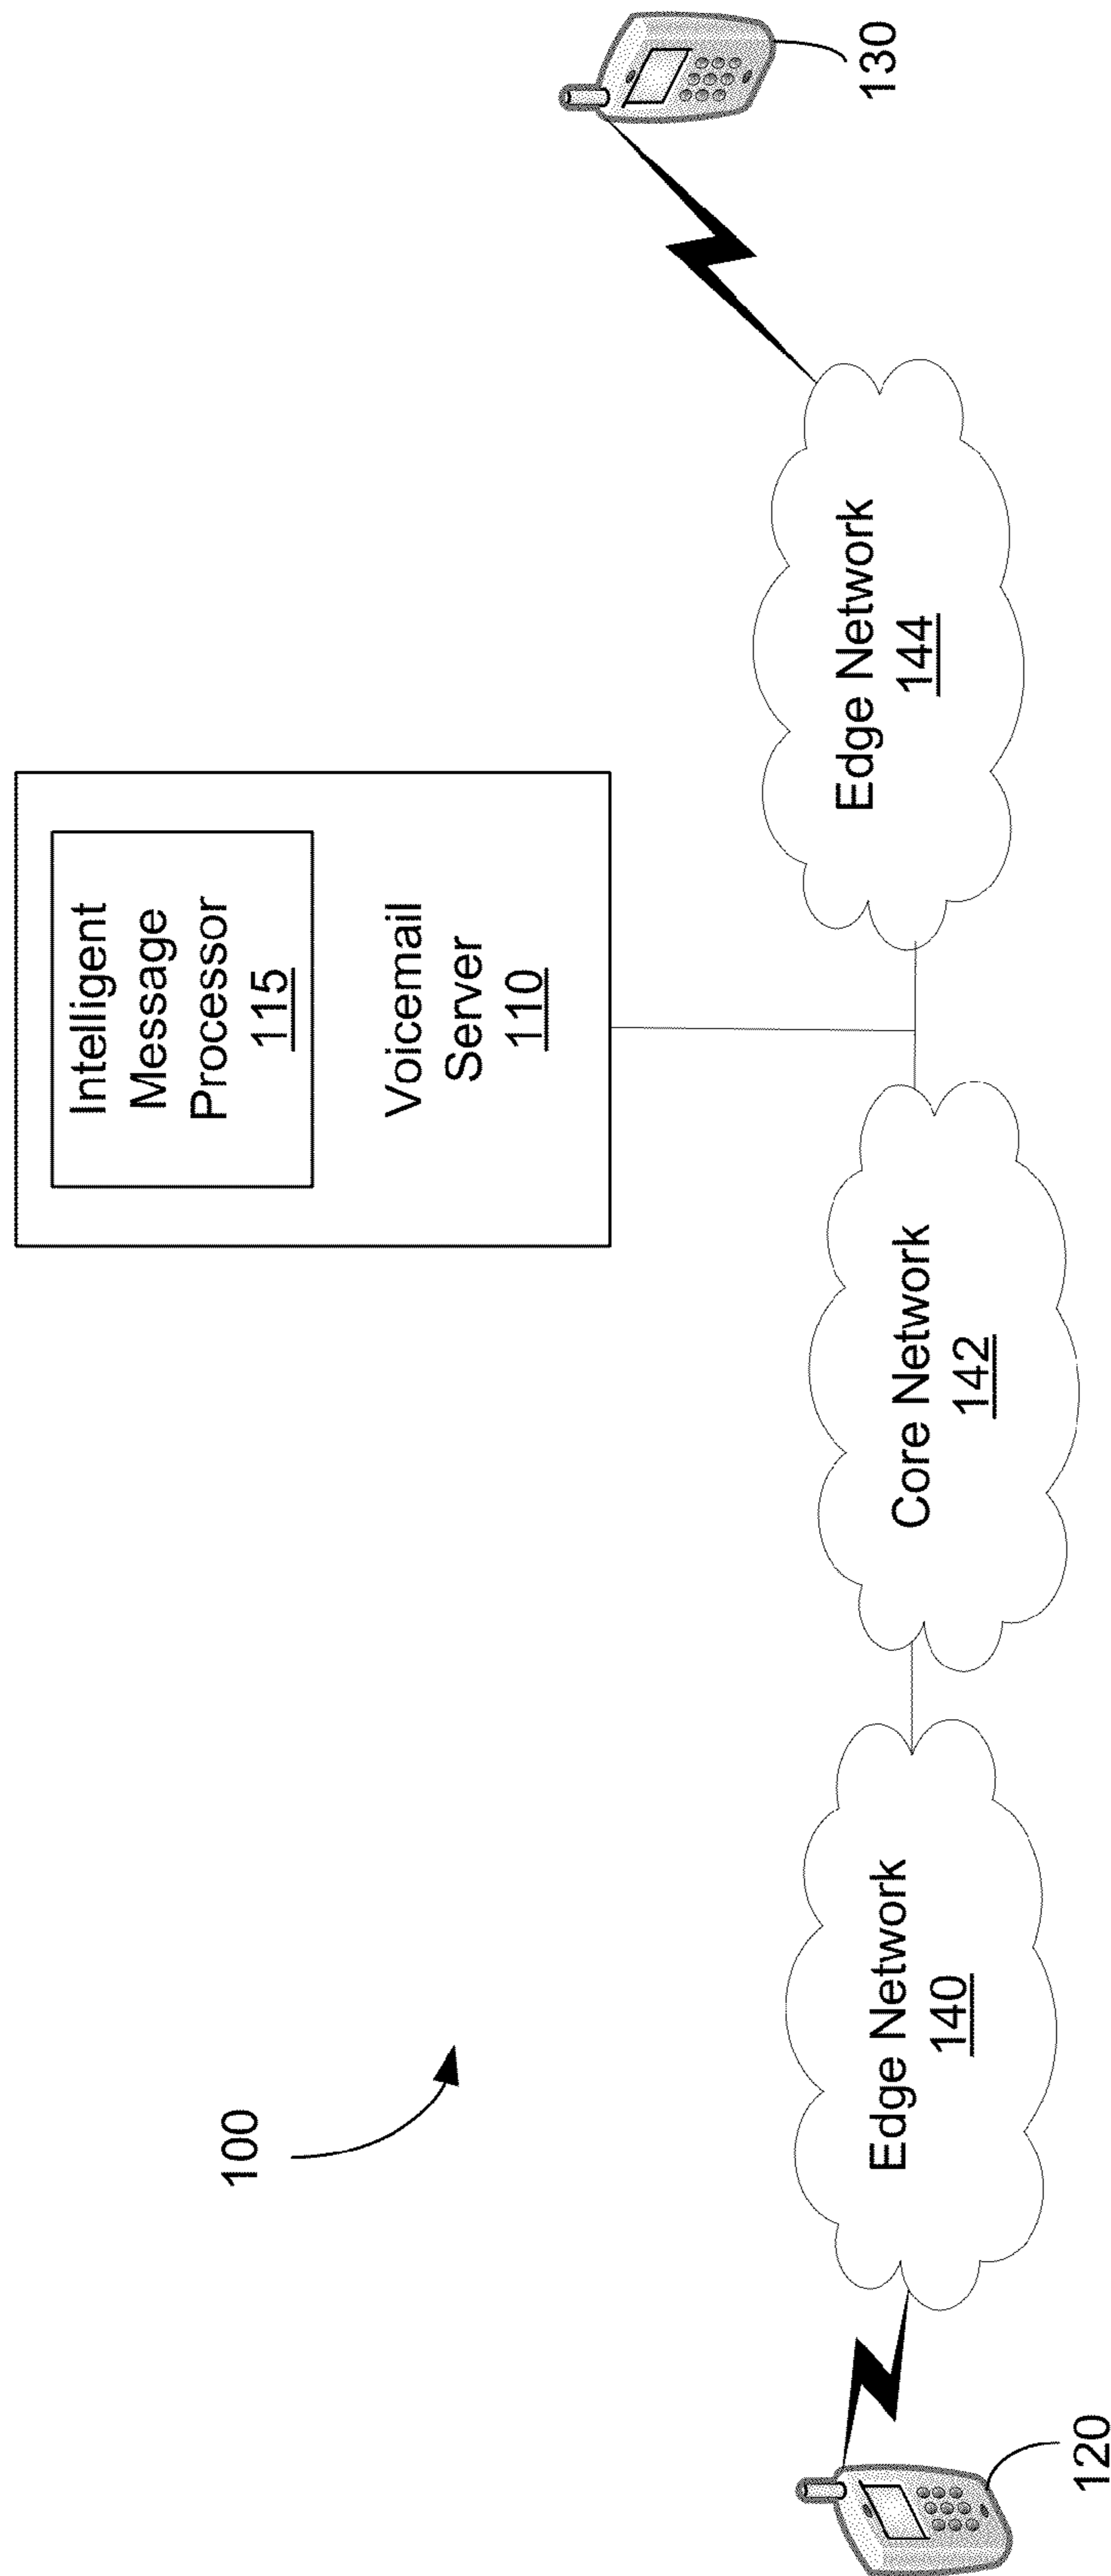 100
Intelligent
Message
Processor
115
Voicemail
Server
110
Edge Network
140
Core Network
142
Edge Network
144
120
130